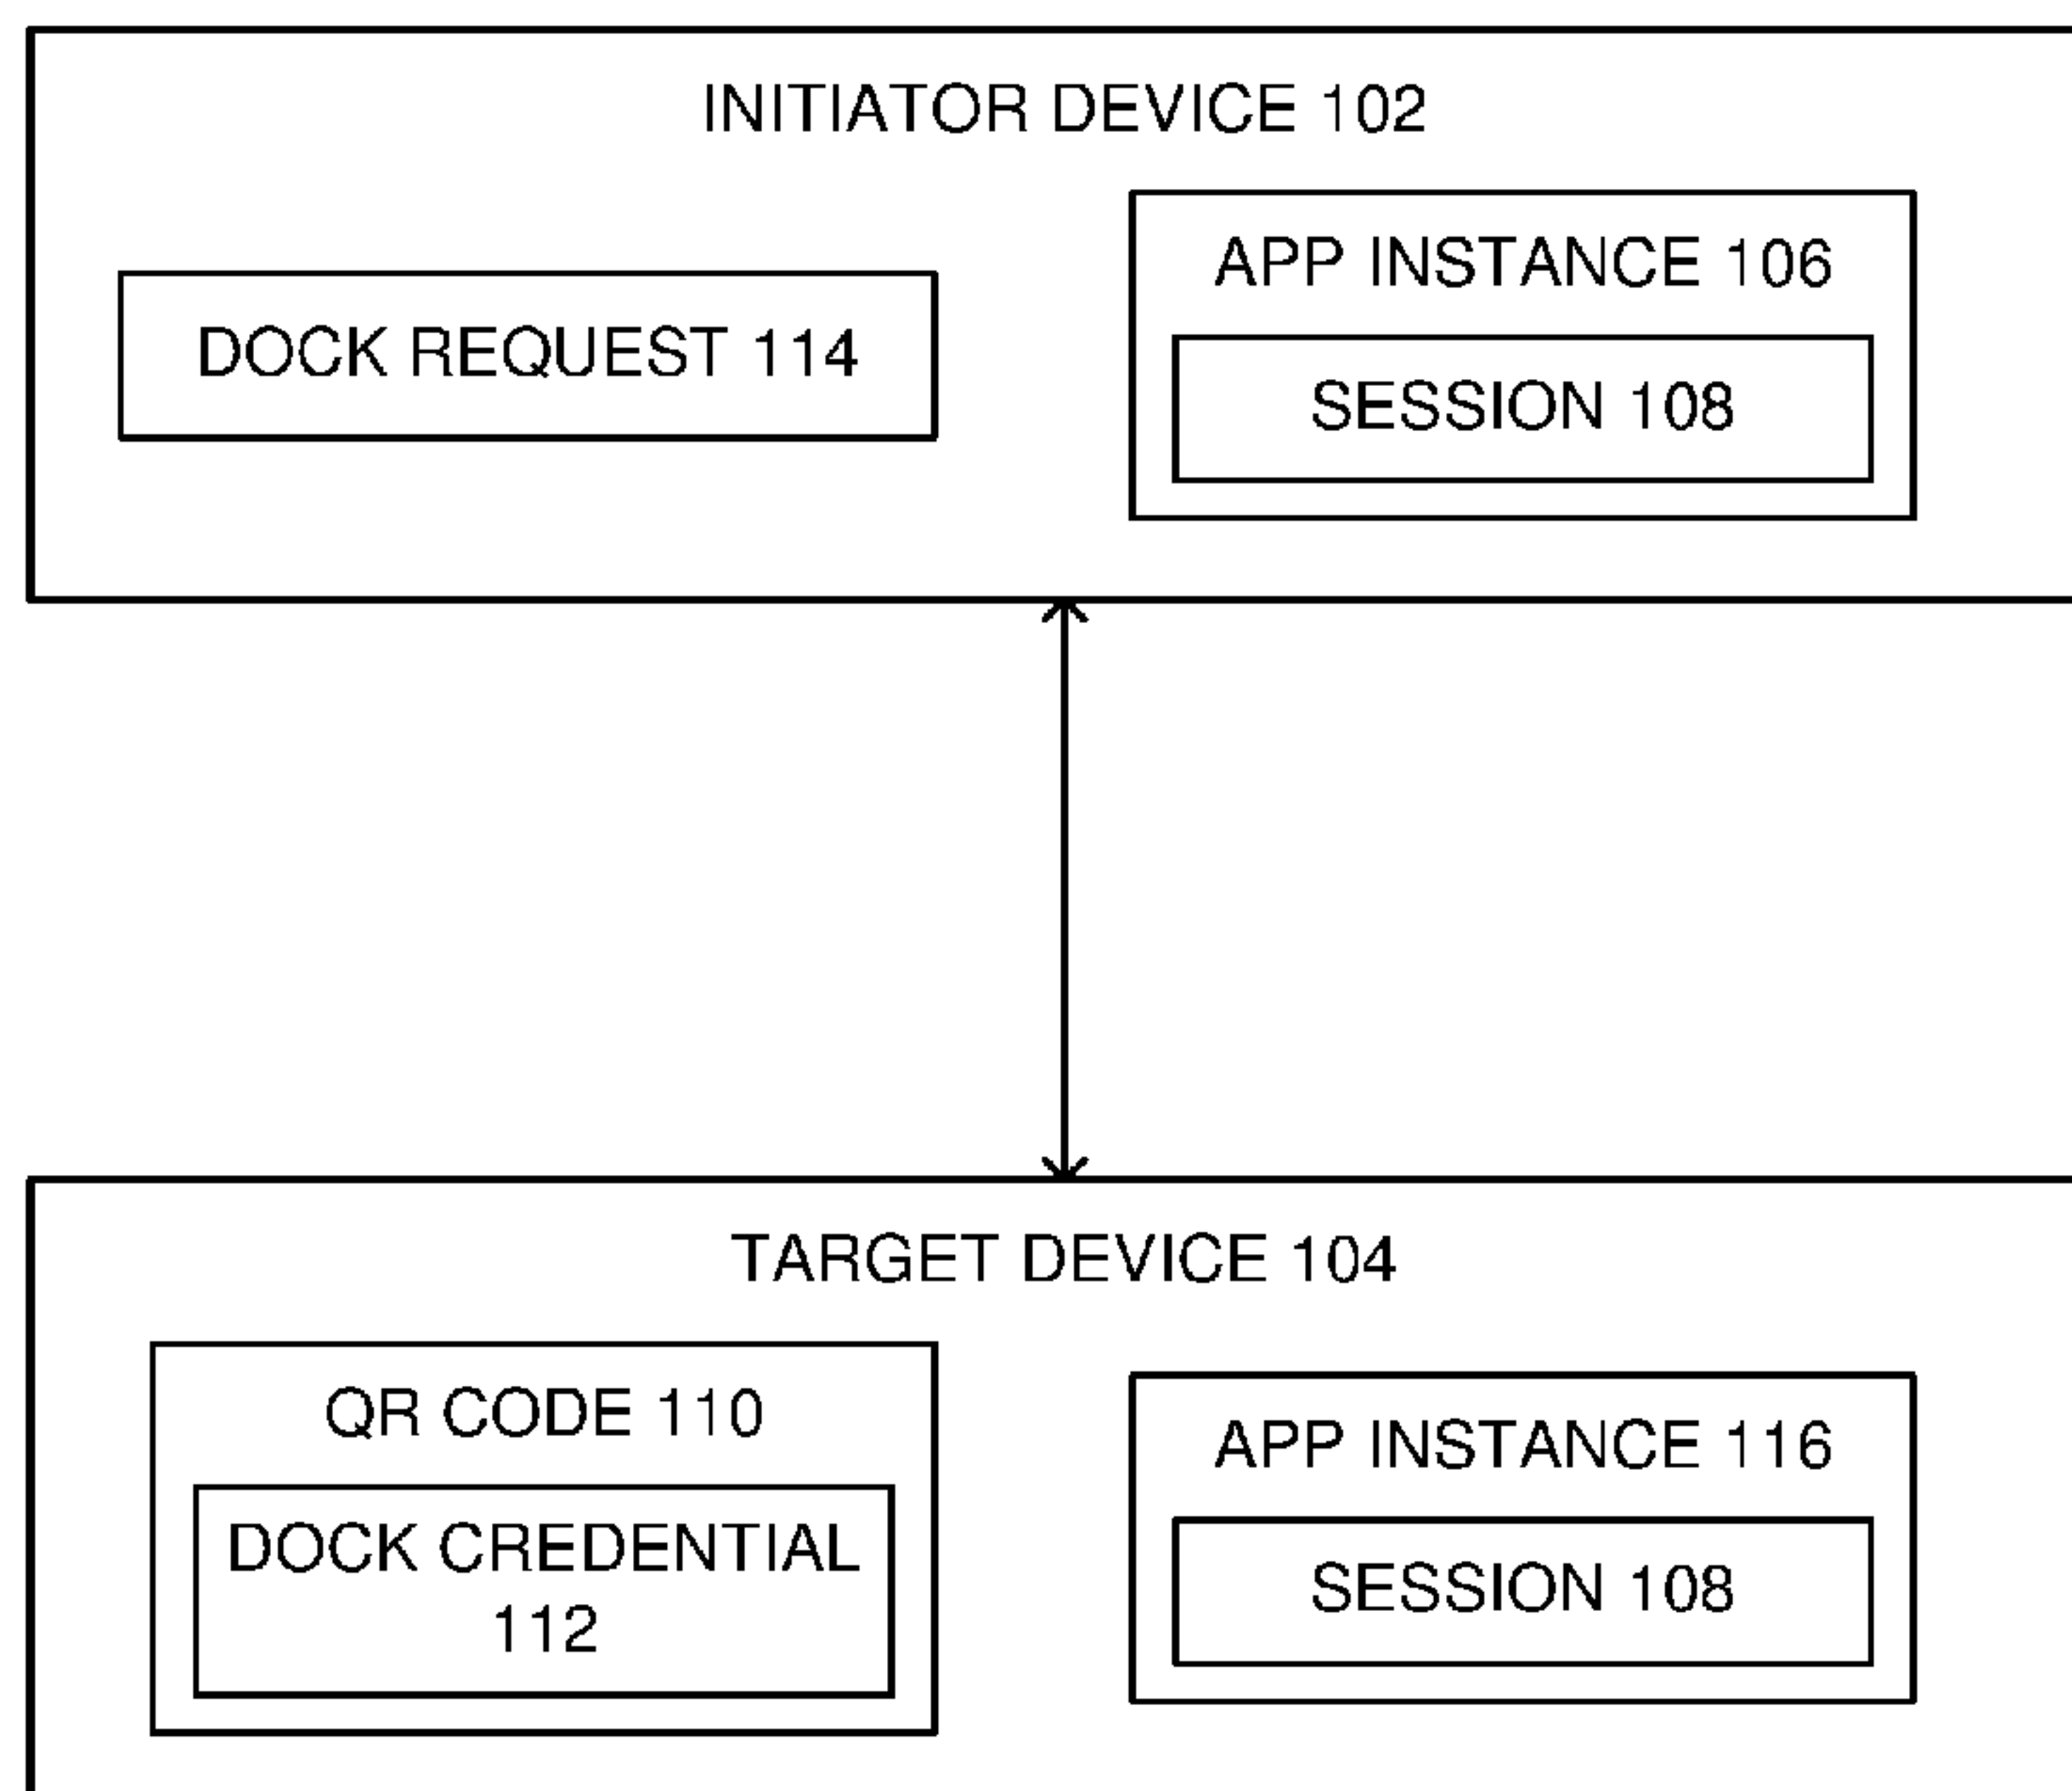 INITIATOR DEVICE 102
DOCK REQUEST 114
APP INSTANCE 106
SESSION 108
TARGET DEVICE 104
QR CODE 110
DOCK CREDENTIAL
112
APP INSTANCE 116
SESSION 108